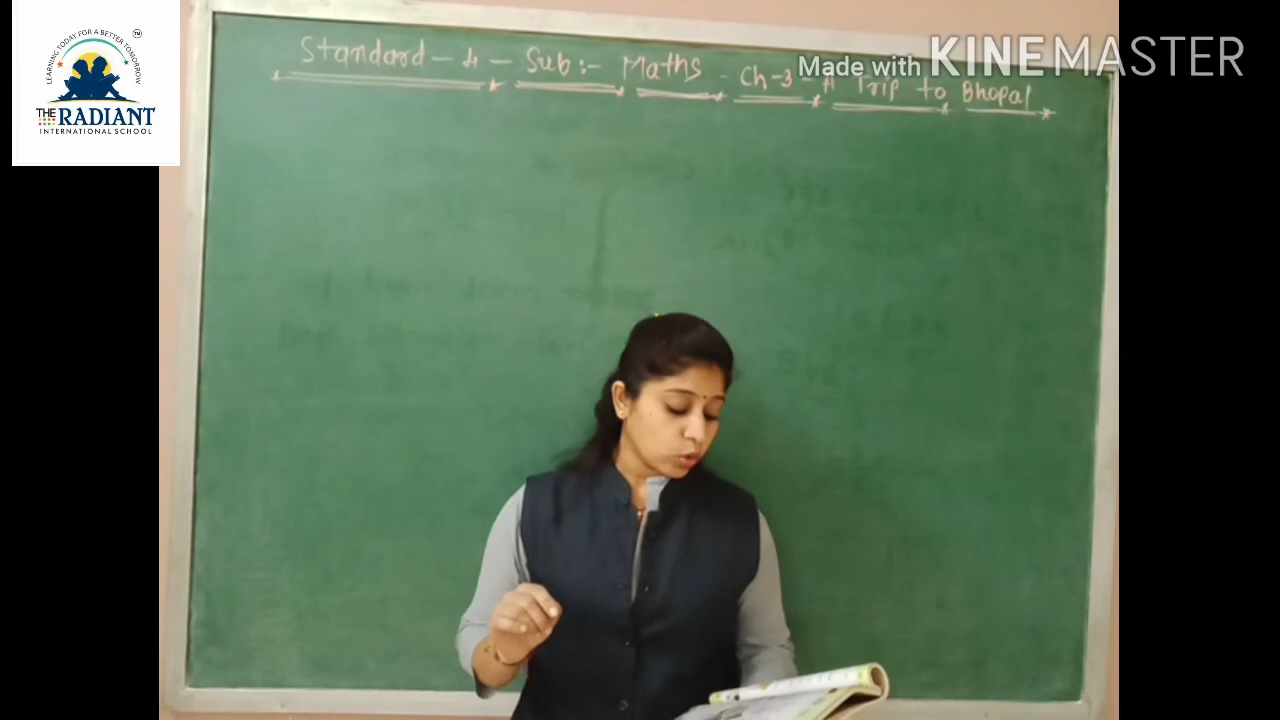 LEARNING TODAY FOR A BETTER TOMORROW
TM
THE RADIANT
INTERNATIONAL SCHOOL
Made with KINEMASTER
Standard - 4 - Sub :- Maths - Ch-3 - A Trip to Bhopal